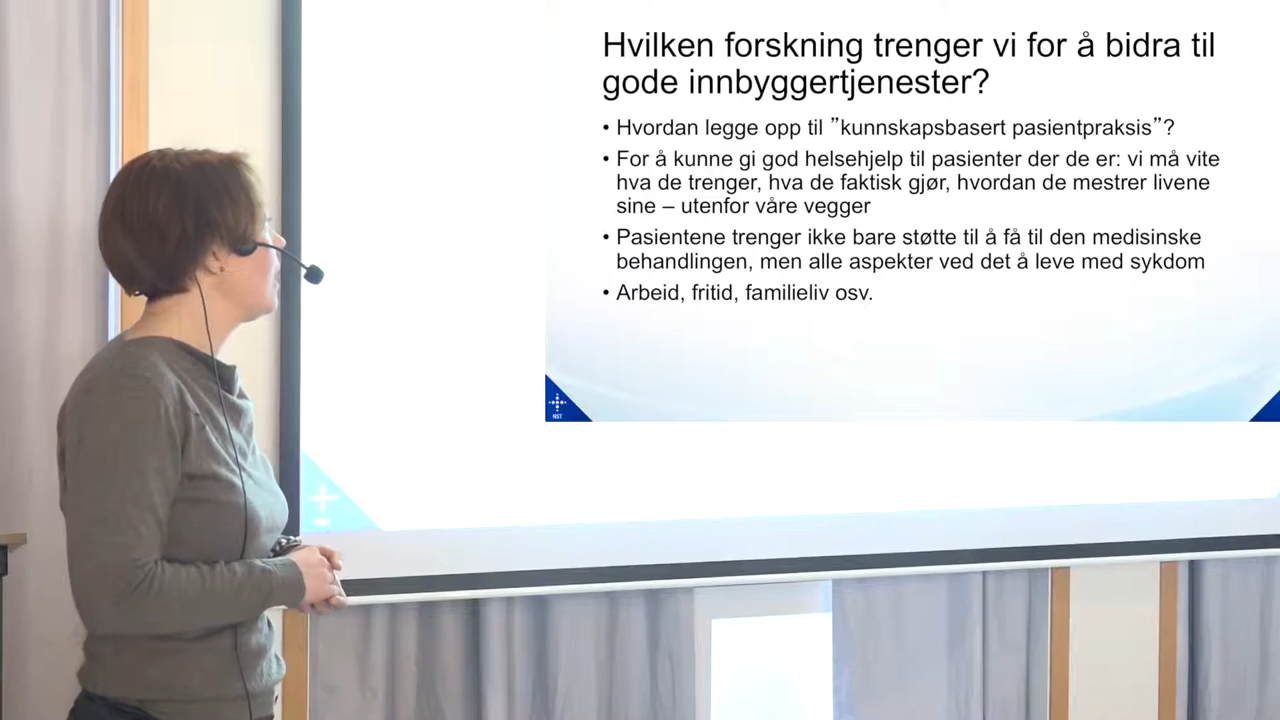 Hvilken forskning trenger vi for å bidra til
gode innbyggertjenester?
• Hvordan legge opp til ”kunnskapsbasert pasientpraksis”?
• For å kunne gi god helsehjelp til pasienter der de er: vi må vite
hva de trenger, hva de faktisk gjør, hvordan de mestrer livene
sine – utenfor våre vegger
• Pasientene trenger ikke bare støtte til å få til den medisinske
behandlingen, men alle aspekter ved det å leve med sykdom
• Arbeid, fritid, familieliv osv.
NST